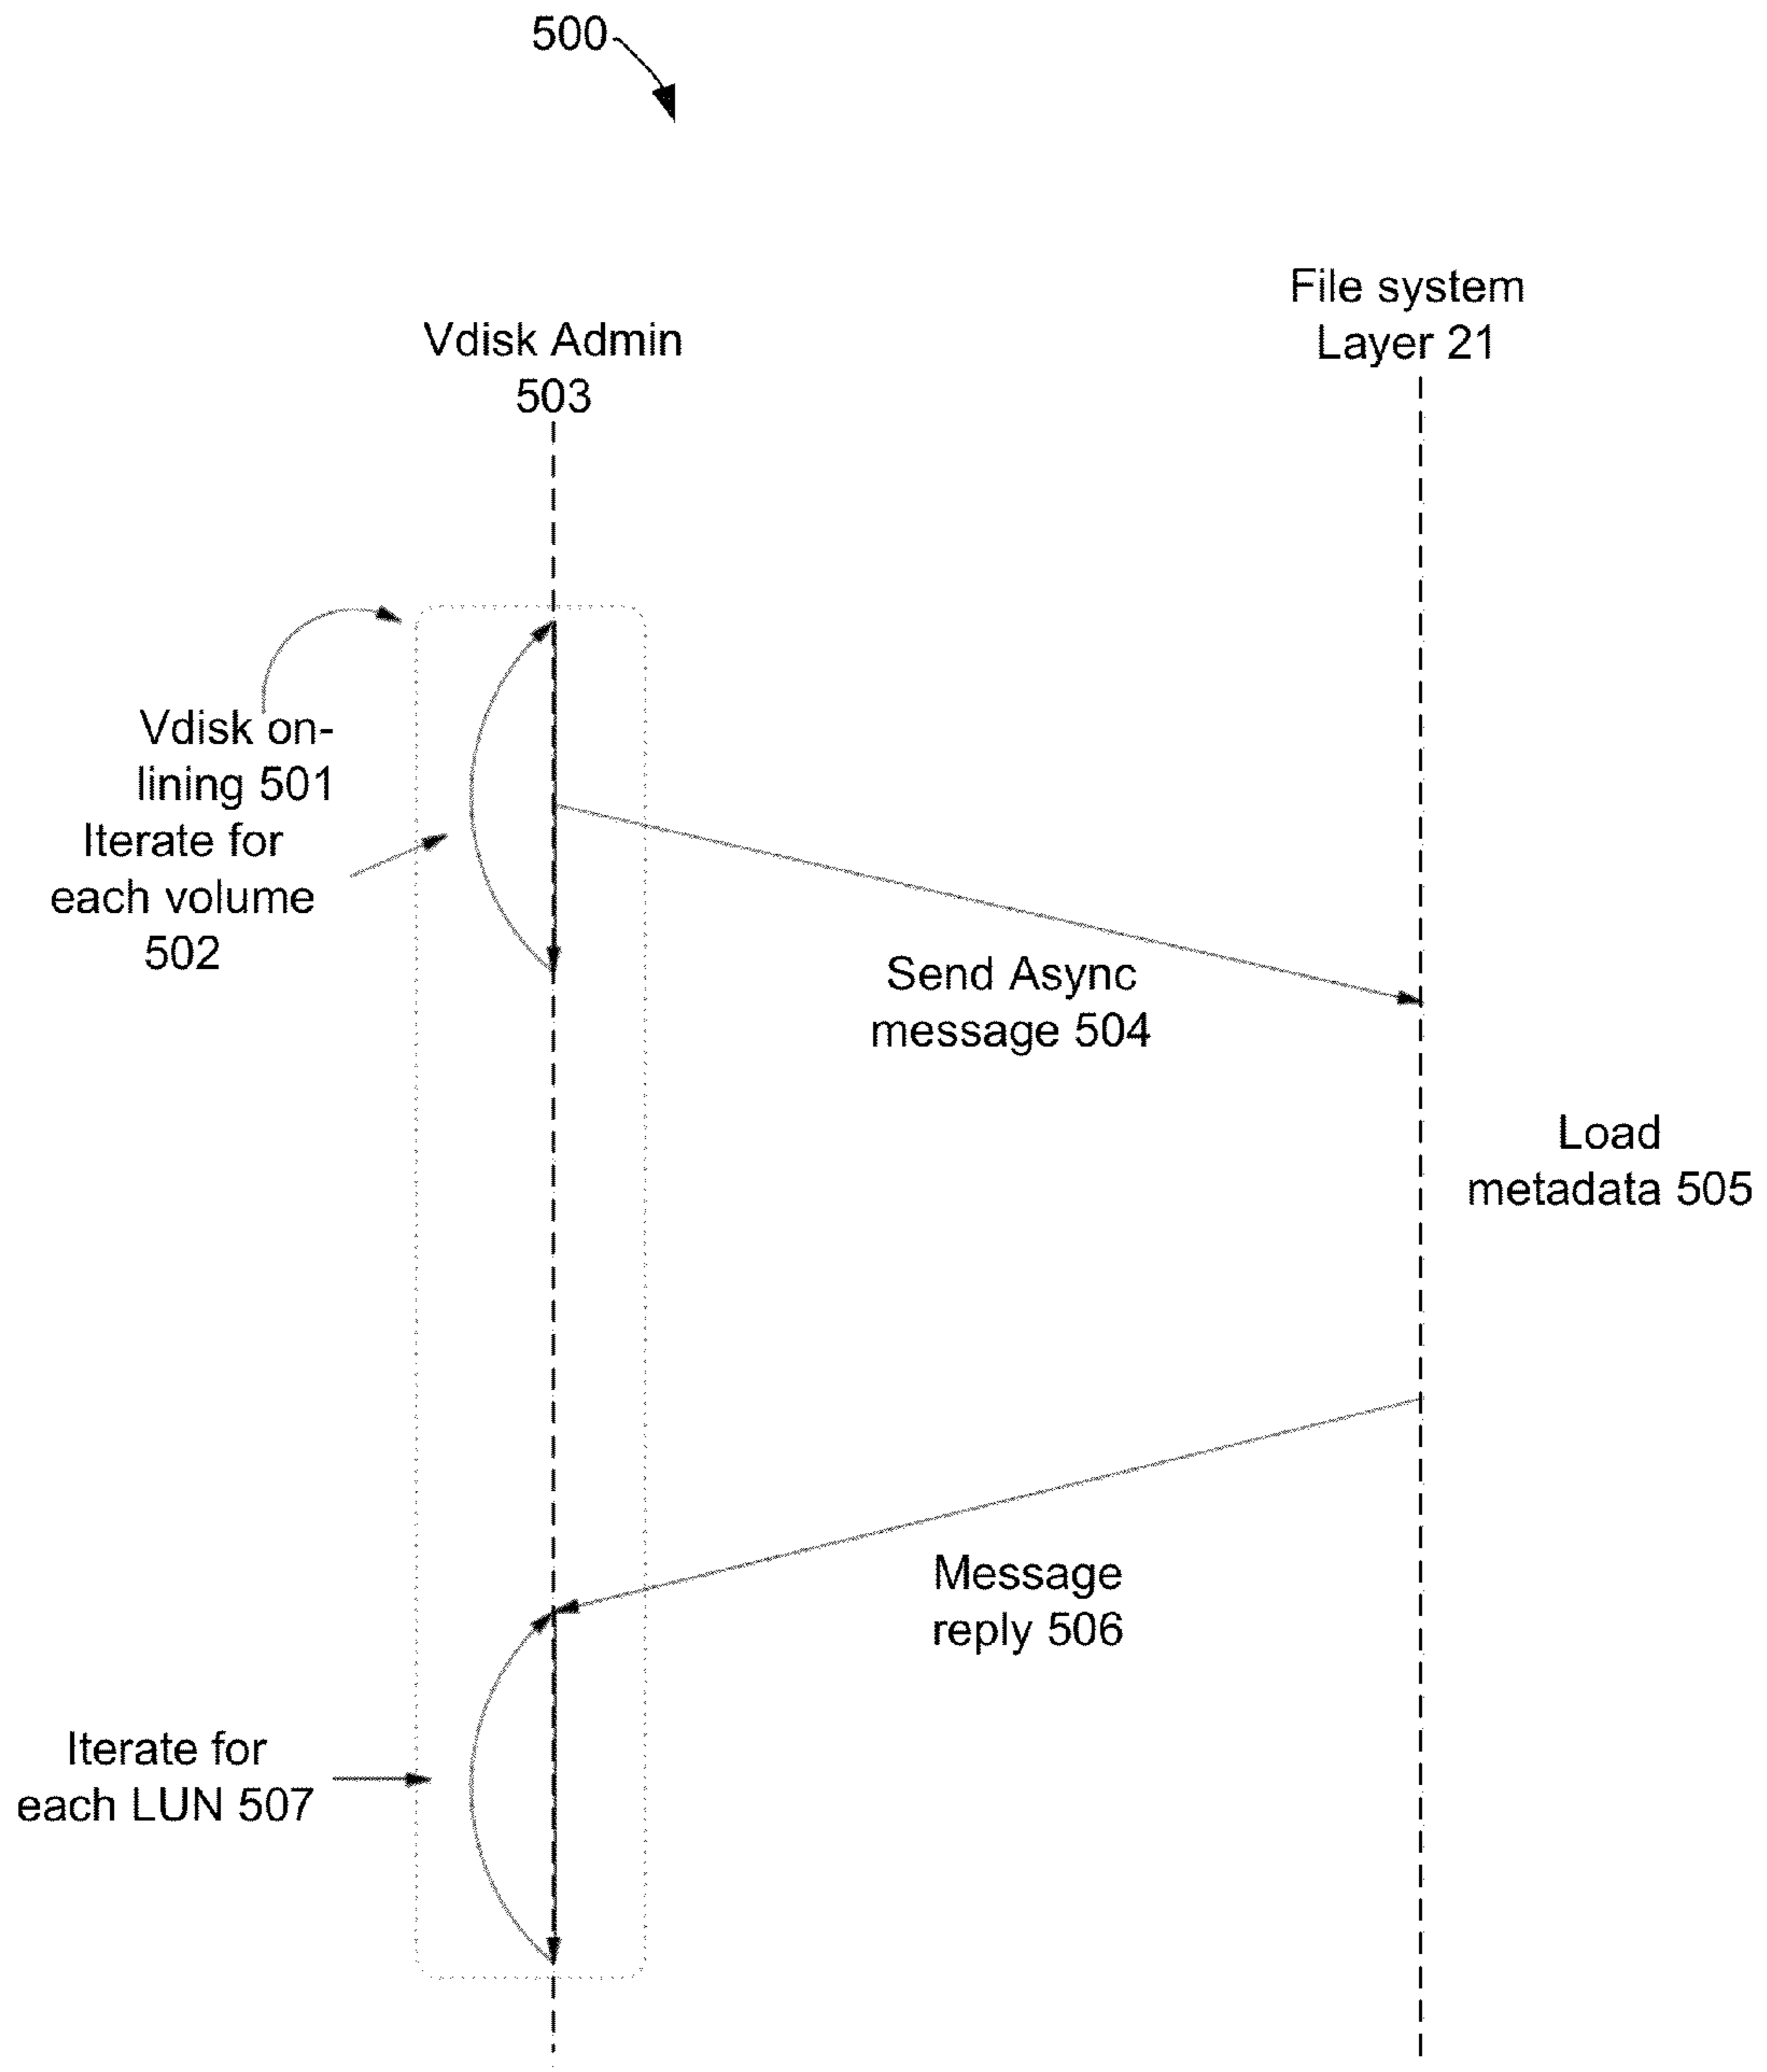 500
File system
Layer 21
Vdisk Admin
503
Vdisk on-
lining 501
Iterate for
each volume
502
Send Async
message 504
Load
metadata 505
Message
reply 506
Iterate for
each LUN 507